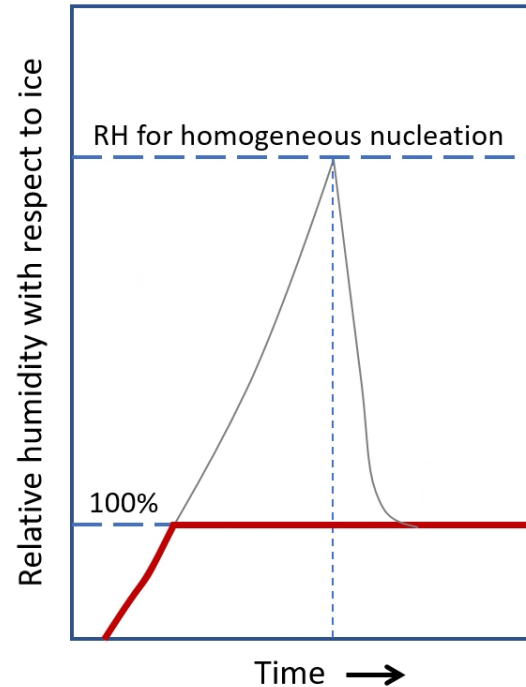 Relative humidity with respect to ice
RH for homogeneous nucleation
100%
Time